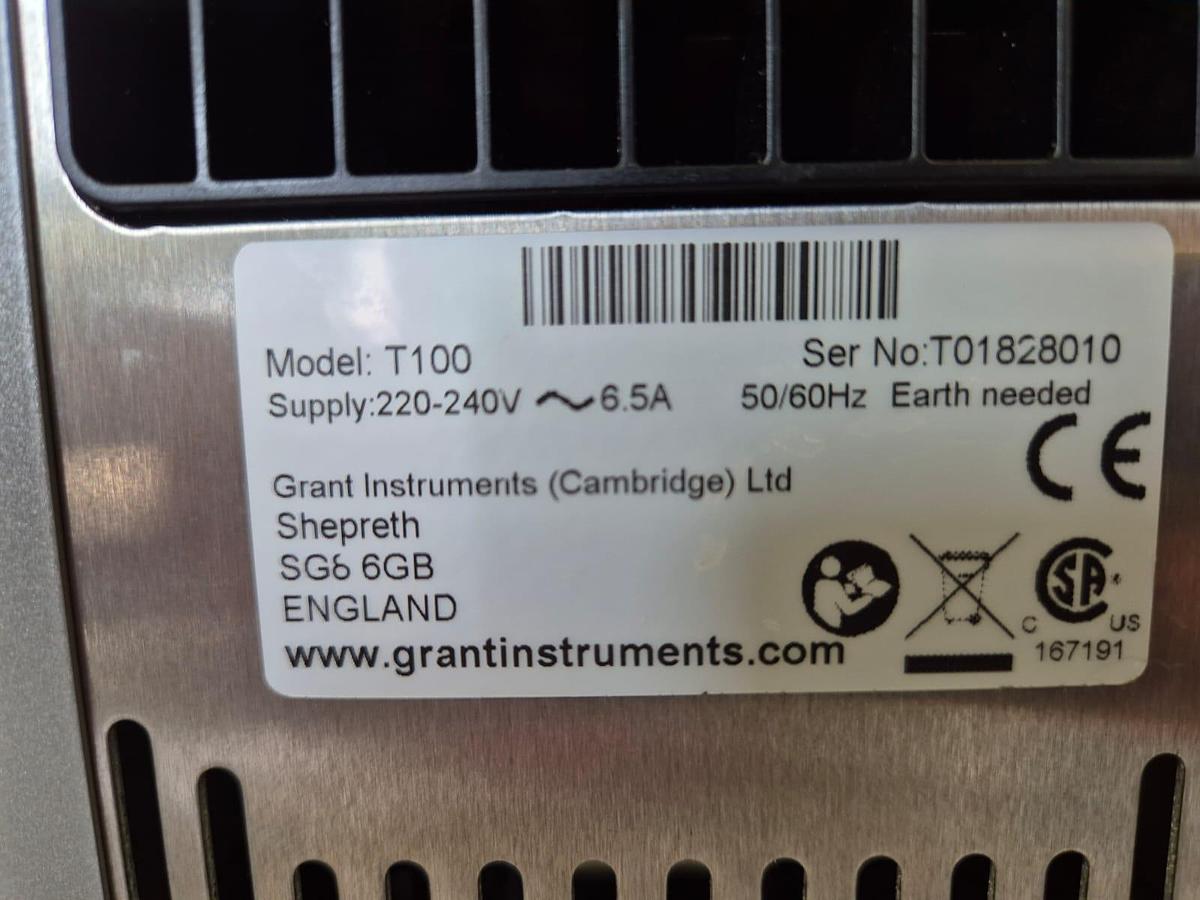 Model: T100 Ser No:T01828010
Supply:220-240V ~6.5A 50/60Hz Earth needed
CE
Grant Instruments (Cambridge) Ltd
Shepreth
SG8 6GB
ENGLAND
www.grantinstruments.com
SA
C US
167191